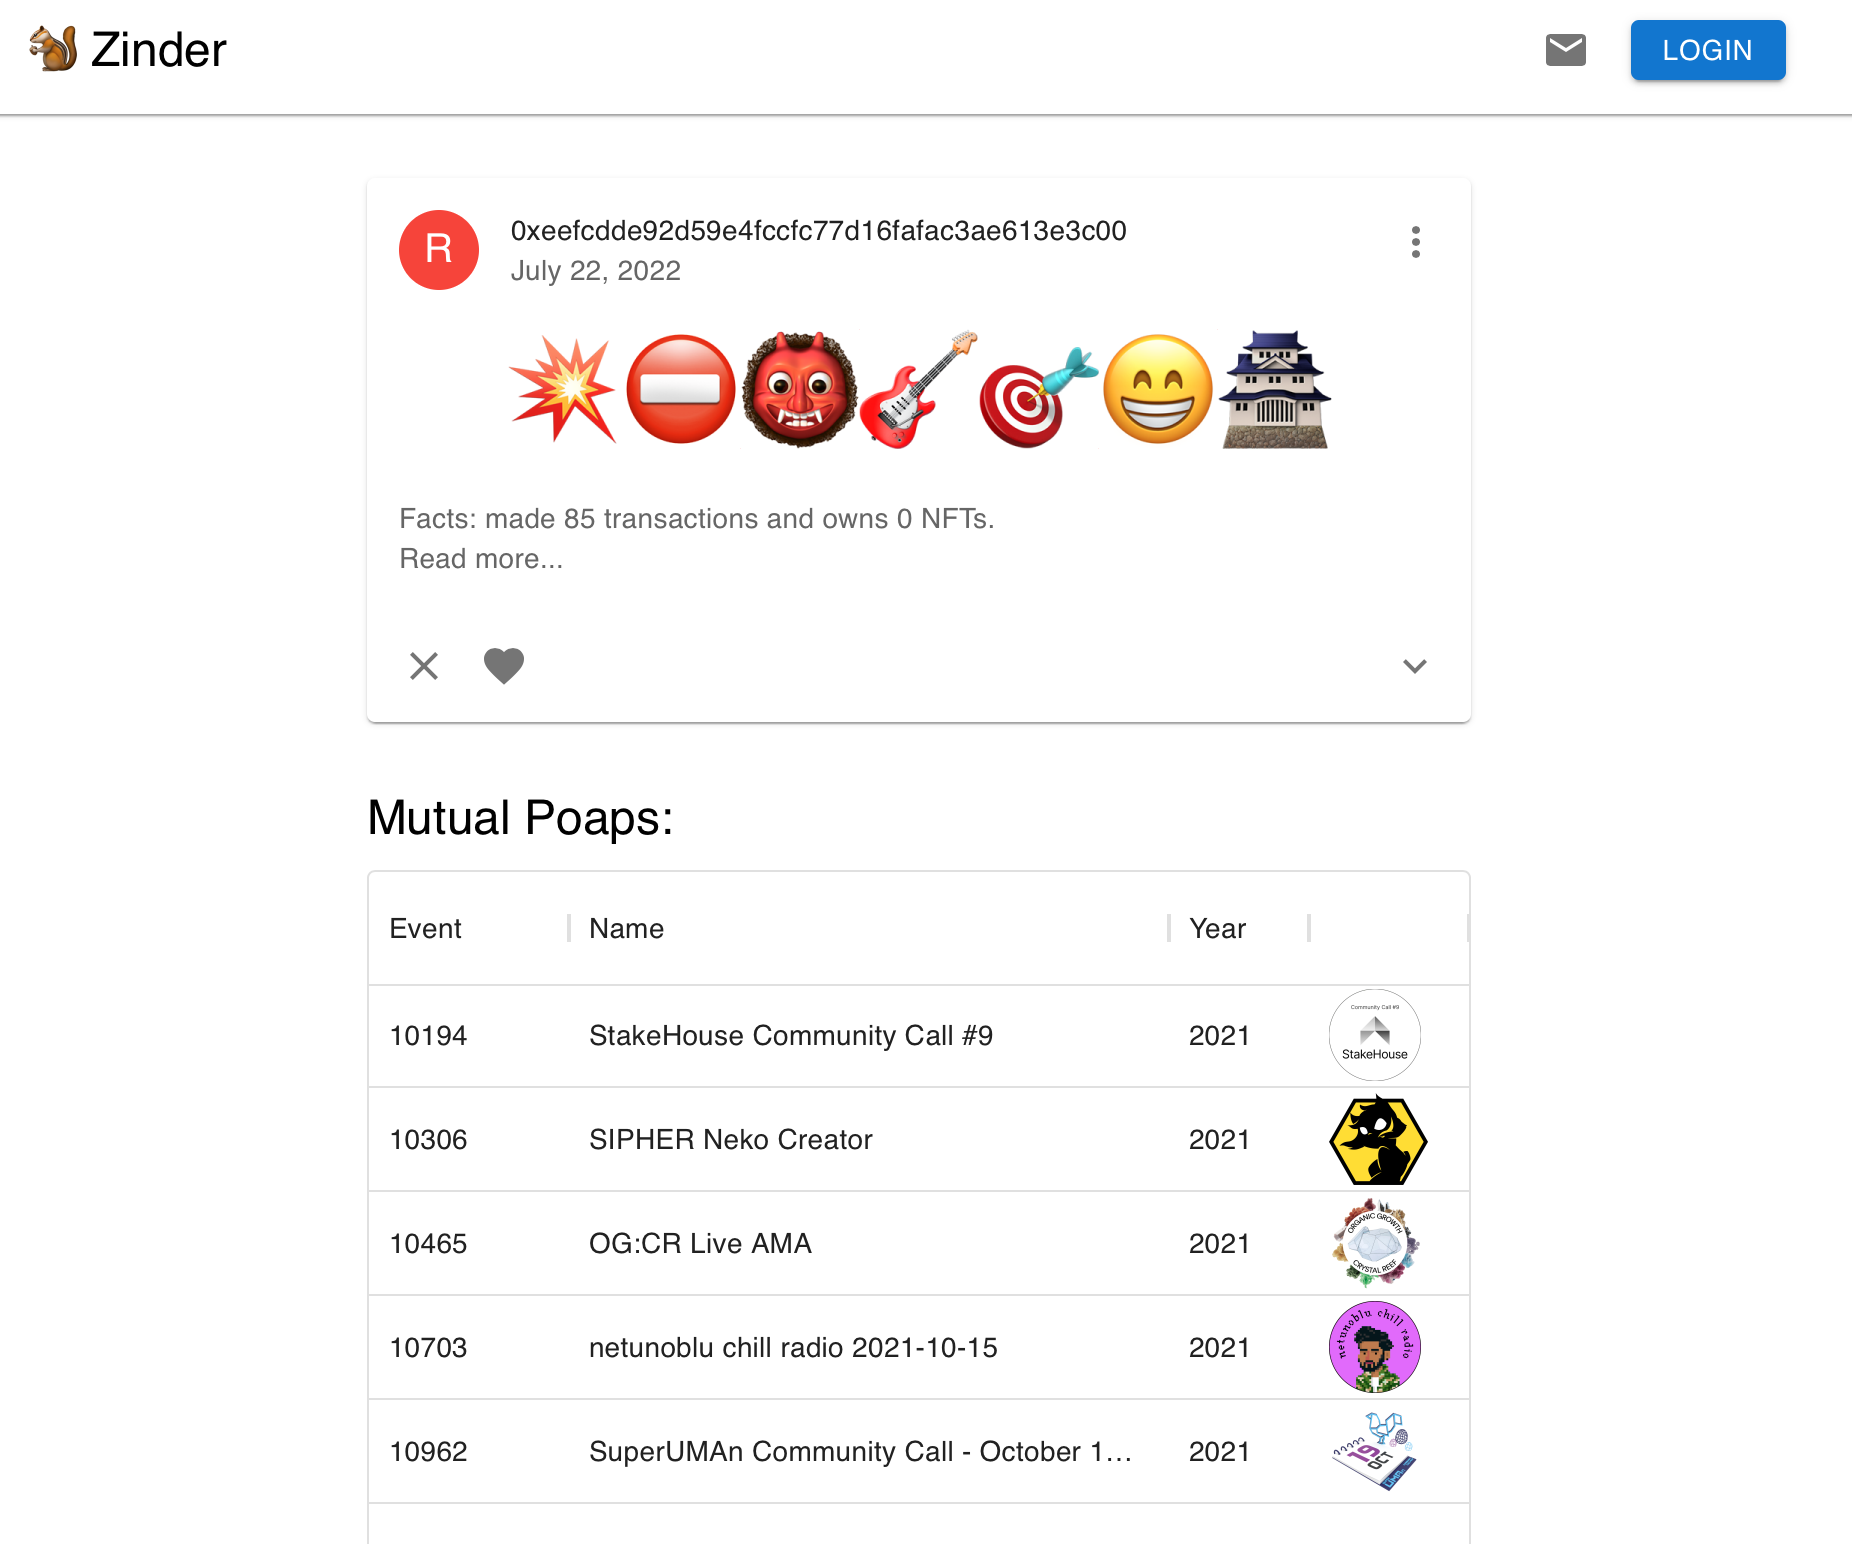 Zinder
LOGIN
R
0xeefcdde92d59e4fccfc77d16fafac3ae613e3c00
July 22, 2022
Facts: made 85 transactions and owns 0 NFTs.
Read more...
Mutual Poaps:
Event Name Year
10194 StakeHouse Community Call #9 2021
Community Call #9
StakeHouse
10306 SIPHER Neko Creator 2021
10465 OG:CR Live AMA 2021
ORGANIC GROWTH
CRYSTAL REEF
10703 netunoblu chill radio 2021-10-15 2021
netunoblu chill radio
10962 SuperUMAn Community Call - October 1... 2021
19
OCT